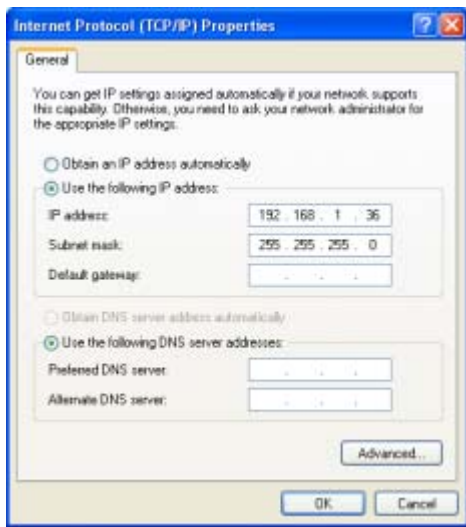 Internet Protocol (TCP/IP) Properties
General
You can get IP settings assigned automatically if your network supports
this capability. Otherwise, you need to ask your network administrator for
the appropriate IP settings.
Obtain an IP address automatically
Use the following IP address:
IP address: 192 . 168 . 1 . 36
Subnet mask: 255 . 255 . 255 . 0
Default gateway: . . .
Obtain DNS server address automatically
Use the following DNS server addresses:
Preferred DNS server: . . .
Alternate DNS server: . . .
Advanced...
OK Cancel